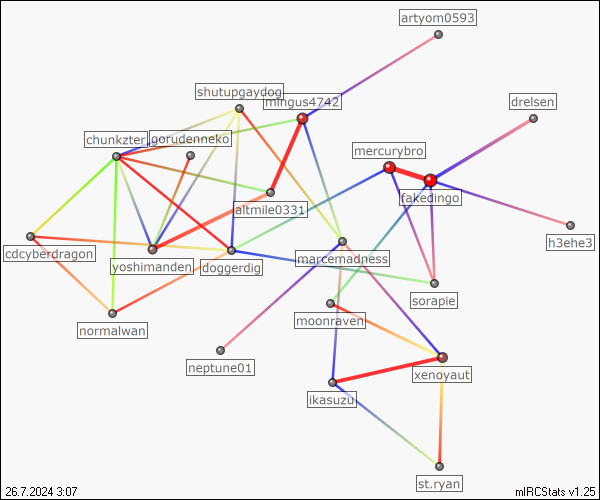 artyom0593
shutupgaydog
mingus4742
drelsen
chunkzter
gorudenneko
mercurybro
fakedingo
altmile0331
cdcyberdragon
yoshimanden
doggerdig
marcemadness
h3ehe3
sorapie
normalwan
moonraven
neptune01
xenoyaut
ikasuzu
st.ryan
26.7.2024 3:07
mIRCStats v1.25